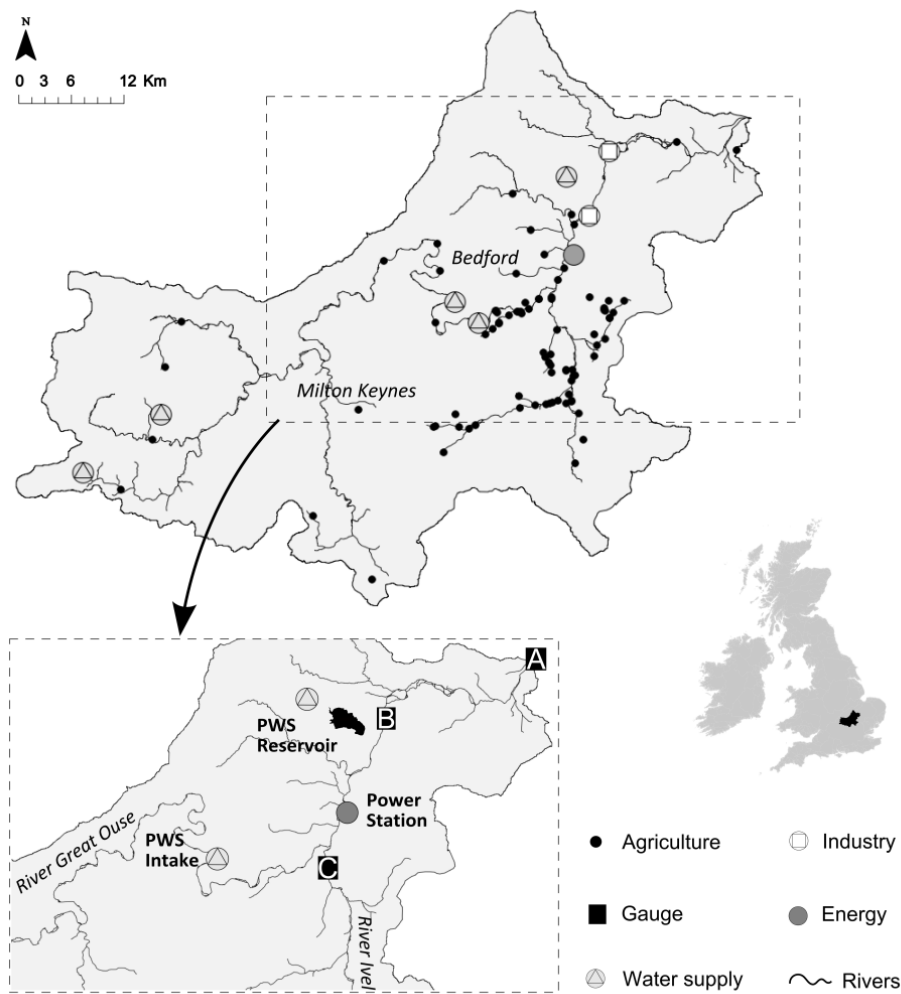 N
0 3 6 12 Km
Bedford
Milton Keynes
A
B
PWS
Reservoir
Power
Station
River Great Ouse
PWS
Intake
C
River Ivel
Agriculture
Industry
Gauge
Energy
Water supply
Rivers